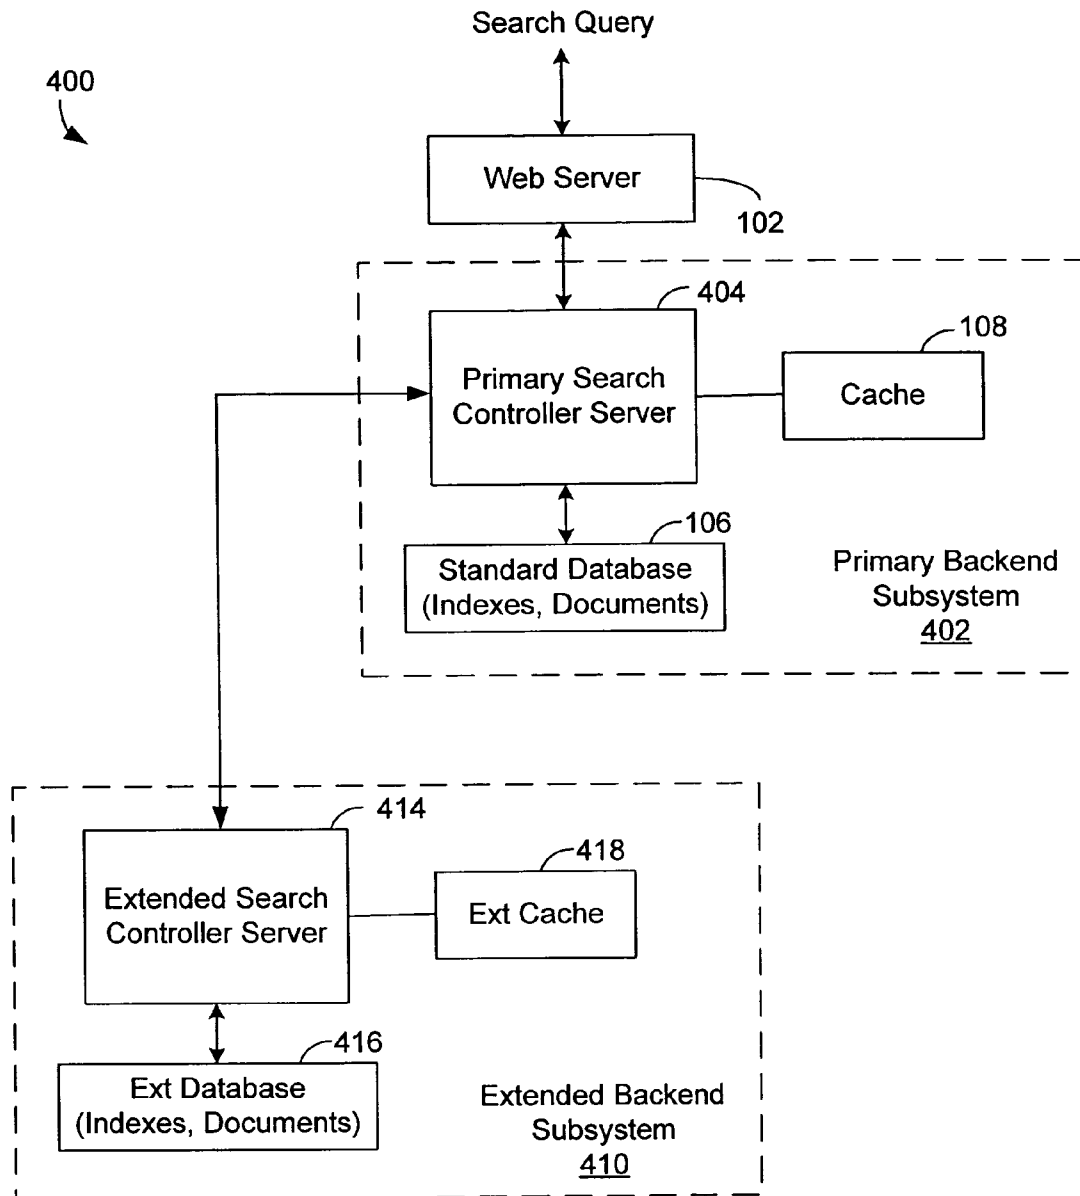 Search Query
400
Web Server
102
404
108
Primary Search
Controller Server
Cache
106
Standard Database
(Indexes, Documents)
Primary Backend
Subsystem
402
414
418
Extended Search
Controller Server
Ext Cache
416
Ext Database
(Indexes, Documents)
Extended Backend
Subsystem
410